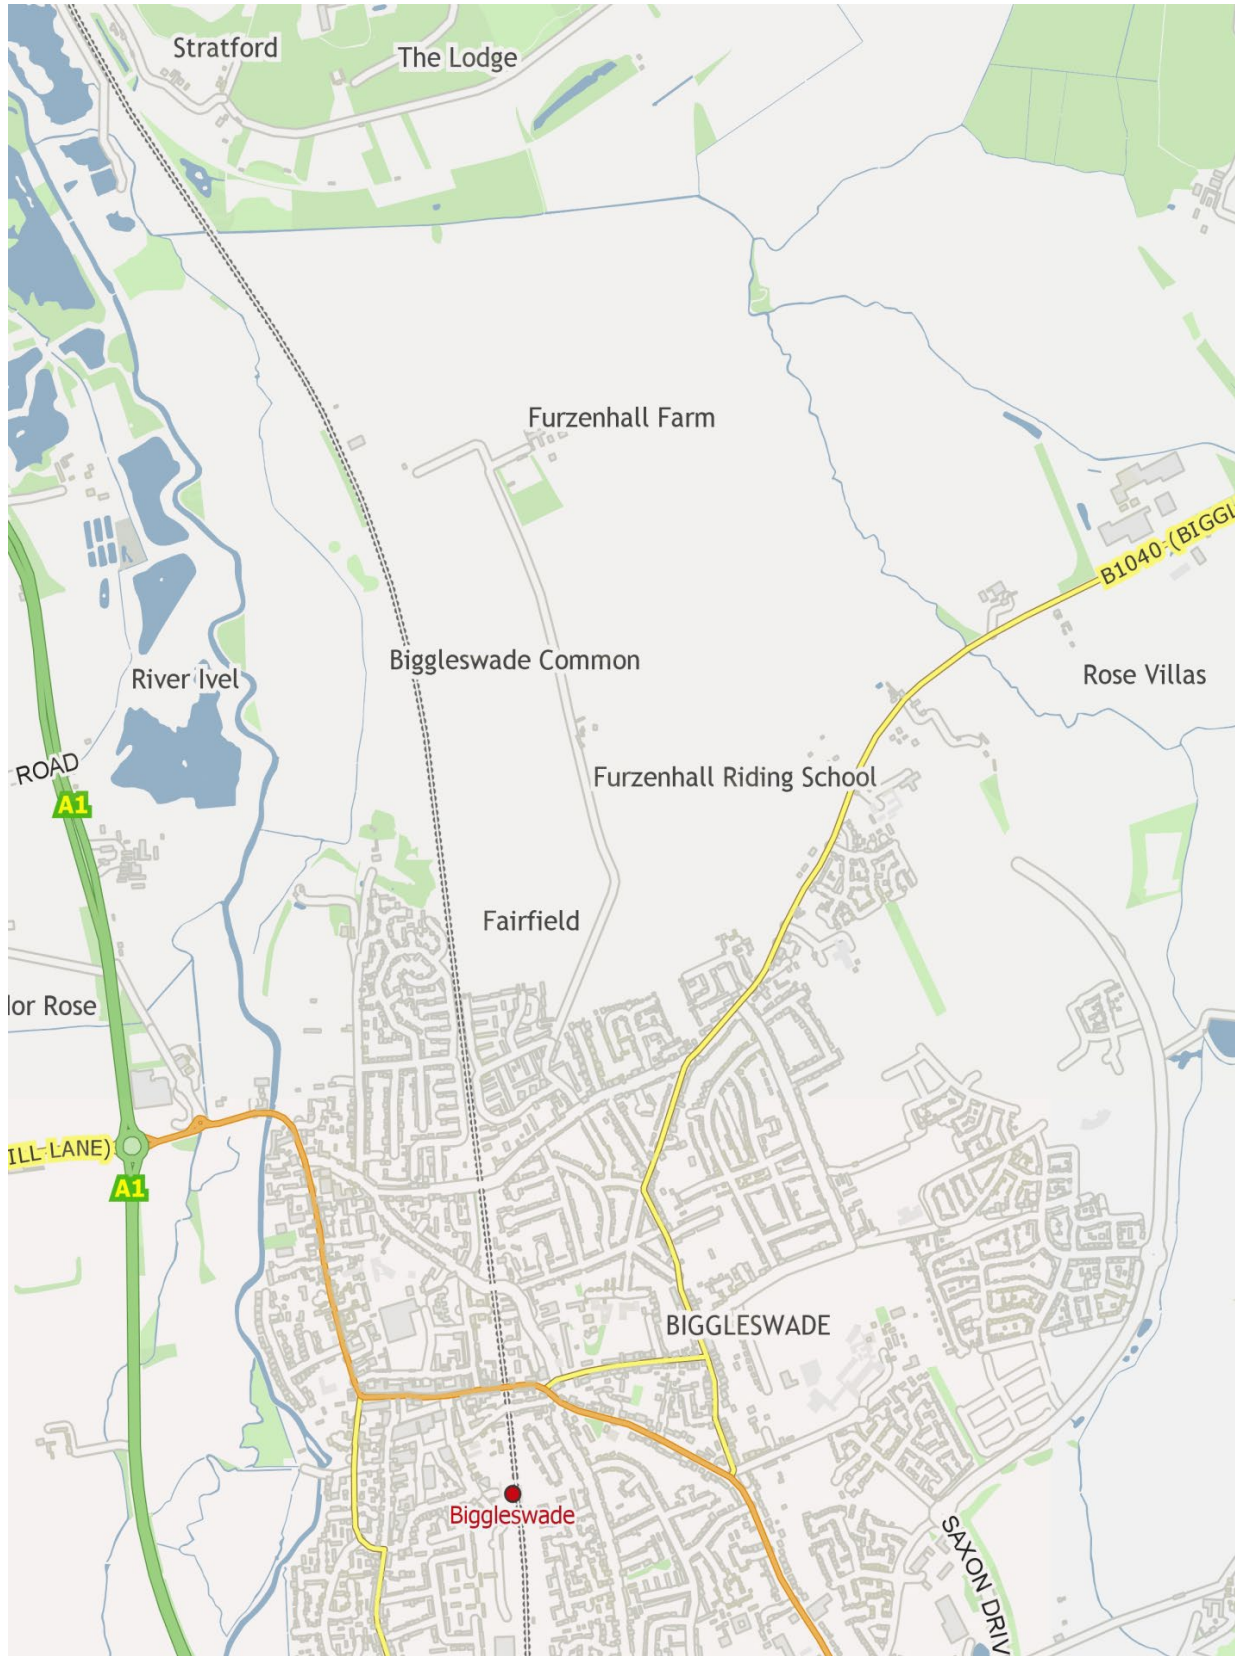 Stratford
The Lodge
Furzenhall Farm
B1040 (BIGGL
Biggleswade Common
River Ivel
Rose Villas
ROAD
A1
Furzenhall Riding School
Fairfield
lor Rose
ILL LANE)
A1
BIGGLESWADE
Biggleswade
SAXON DRIV